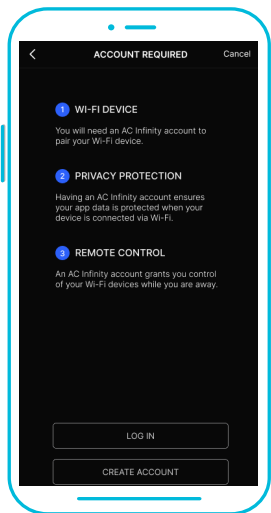 ACCOUNT REQUIRED
Cancel
1 WI-FI DEVICE
You will need an AC Infinity account to
pair your Wi-Fi device.
2 PRIVACY PROTECTION
Having an AC Infinity account ensures
your app data is protected when your
device is connected via Wi-Fi.
3 REMOTE CONTROL
An AC Infinity account grants you control
of your Wi-Fi devices while you are away.
LOG IN
CREATE ACCOUNT